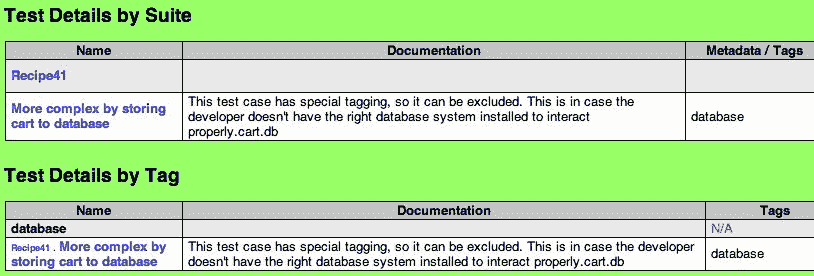 Test Details by Suite
Name Documentation Metadata / Tags
Recipe41
More complex by storing
cart to database
This test case has special tagging, so it can be excluded. This is in case the
developer doesn't have the right database system installed to interact
properly.cart.db
database
Test Details by Tag
Name Documentation Tags
database N/A
Recipe41 . More complex by
storing cart to database
This test case has special tagging, so it can be excluded. This is in case the developer
doesn't have the right database system installed to interact properly.cart.db
database